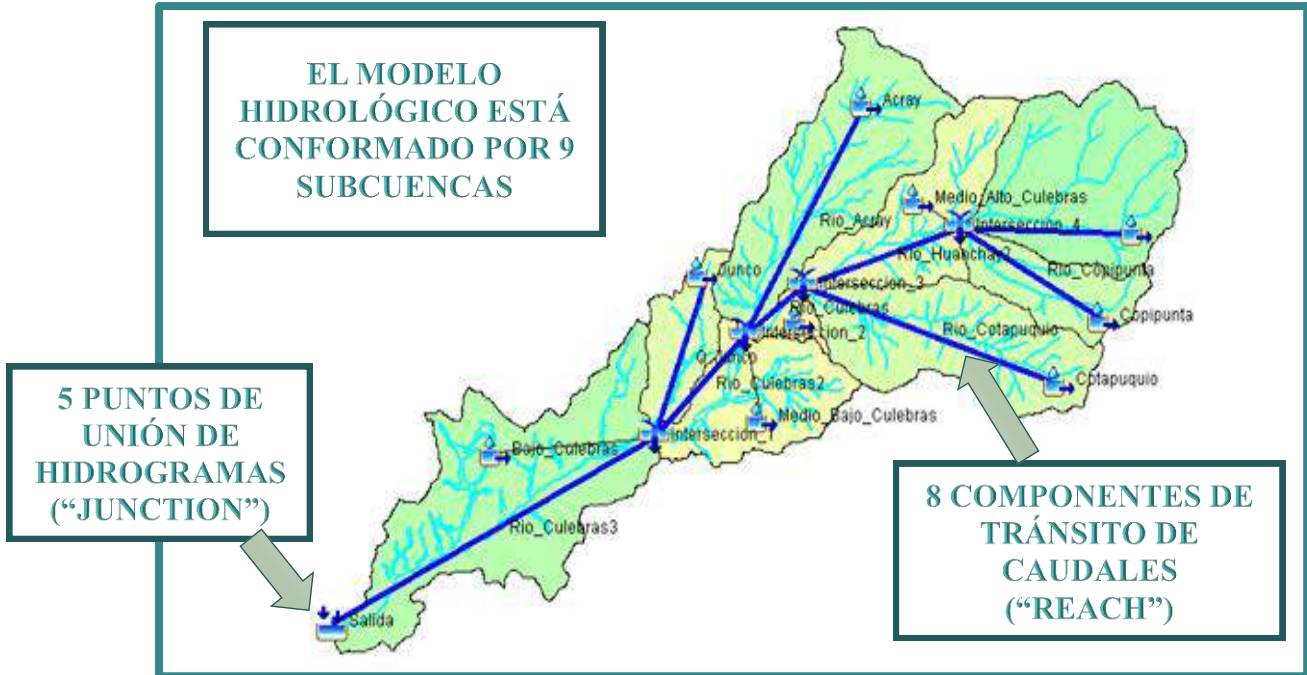 EL MODELO
HIDROLÓGICO ESTÁ
CONFORMADO POR 9
SUBCUENCAS
Acray
Medio_Alto_Culebras
Rio_Acray
Interseccion_4
Junco
Rio_Huanchay2
Rio_Copipunta
Interseccion_3
Rio_Culebras
Copipunta
Interseccion_2
Rio_Cotapuquio
Q_Junco
Rio_Culebras2
Cotapuquio
5 PUNTOS DE
UNIÓN DE
HIDROGRAMAS
(“JUNCTION”)
Medio_Bajo_Culebras
Interseccion_1
Bajo_Culebras
Rio_Culebras3
Salida
8 COMPONENTES DE
TRÁNSITO DE
CAUDALES
(“REACH”)